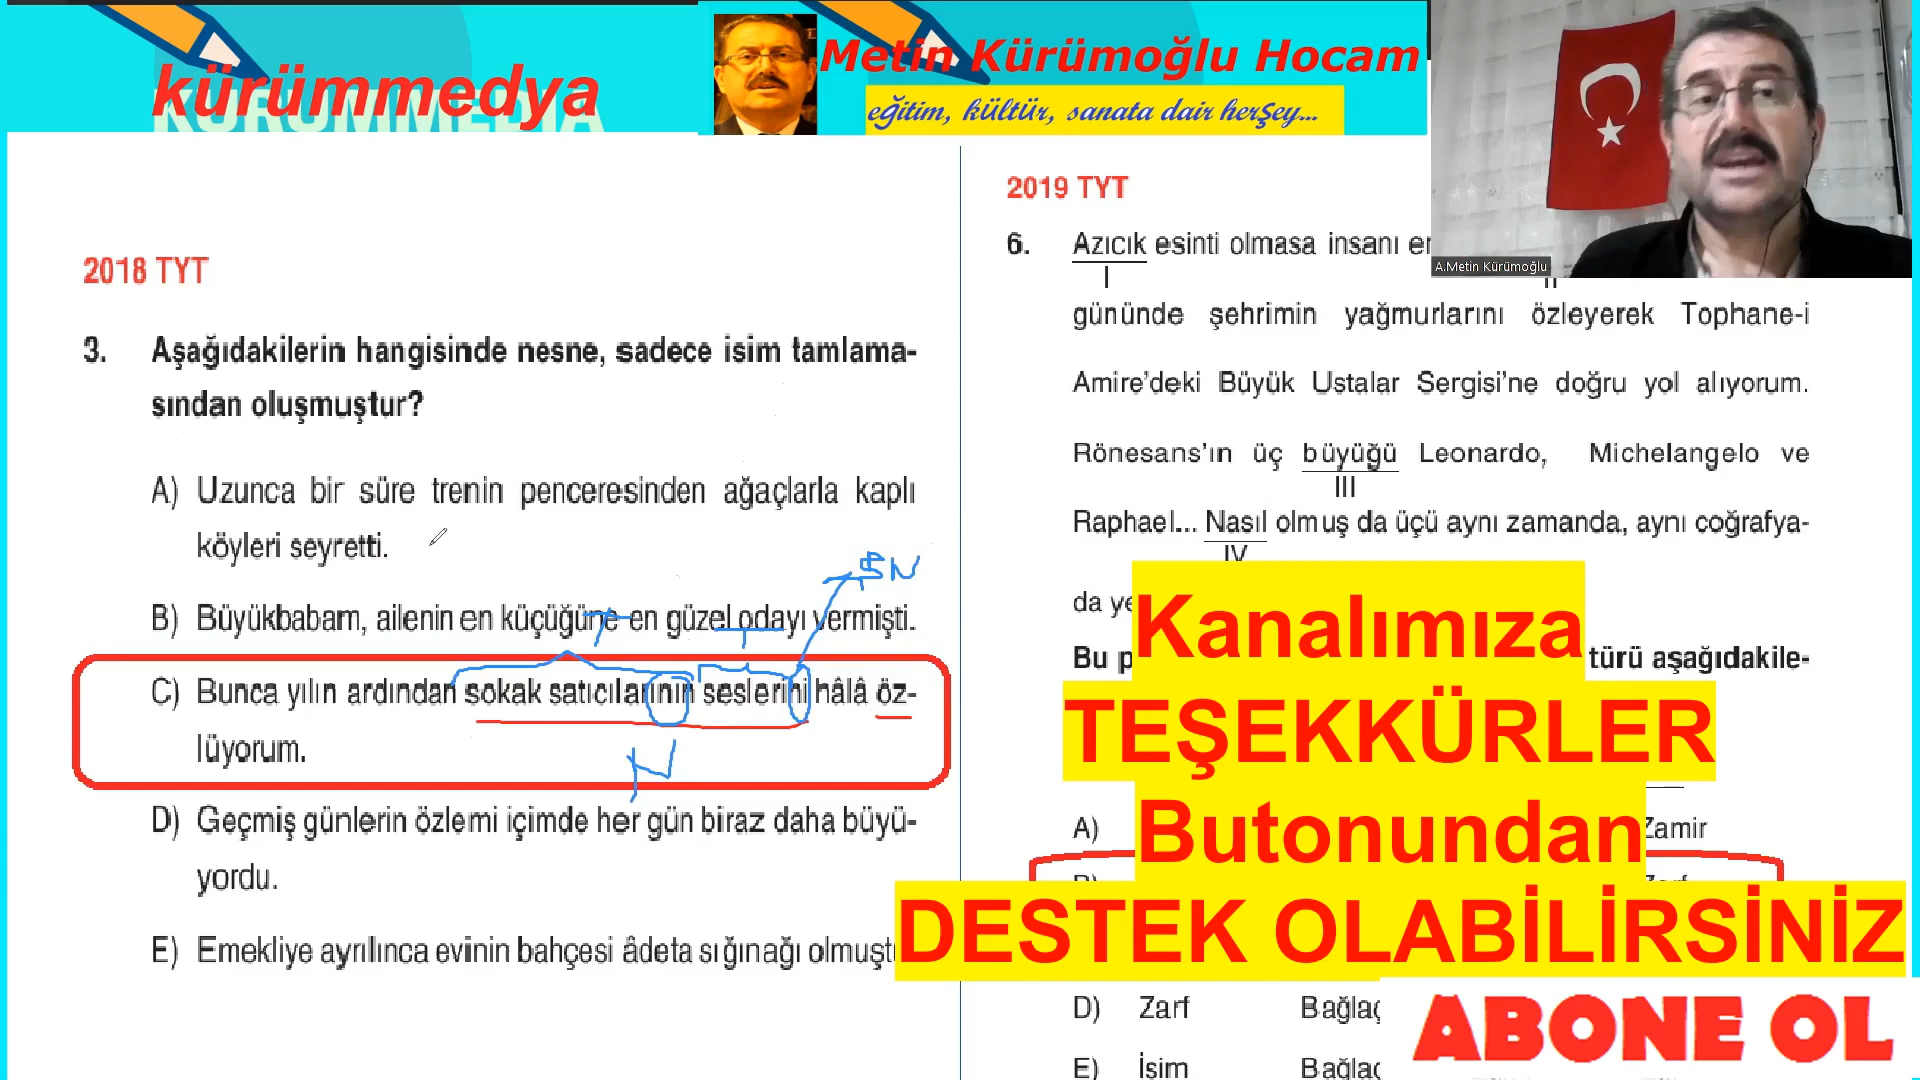 kürümmedya
KÜRÜMMEDYA
Metin Kürümoğlu Hocam
eğitim, kültür, sanata dair herşey...
A.Metin Kürümoğlu
2018 TYT
3. Aşağıdakilerin hangisinde nesne, sadece isim tamlama-
sından oluşmuştur?
A) Uzunca bir süre trenin penceresinden ağaçlarla kaplı
köyleri seyretti.
B) Büyükbabam, ailenin en küçüğüne en güzel odayı vermişti.
C) Bunca yılın ardından sokak satıcılarının seslerini hâlâ öz-
lüyorum.
D) Geçmiş günlerin özlemi içimde her gün biraz daha büyü-
yordu.
E) Emekliye ayrılınca evinin bahçesi âdeta sığınağı olmuşt
BN
T
T
N
2019 TYT
6. Azıcık esinti olmasa insanı
I
II
gününde şehrimin yağmurlarını özleyerek Tophane-i
Amire’deki Büyük Ustalar Sergisi’ne doğru yol alıyorum.
Rönesans’ın üç büyüğü Leonardo, Michelangelo ve
III
Raphael... Nasıl olmuş da üçü aynı zamanda, aynı coğrafya-
IV
da
Bu türü aşağıdakile-
A) Zamir
B) Zarf
D) Zarf Bağlaç
E) İsim Bağlaç
Kanalımıza
TEŞEKKÜRLER
Butonundan
DESTEK OLABİLİRSİNİZ
ABONE OL